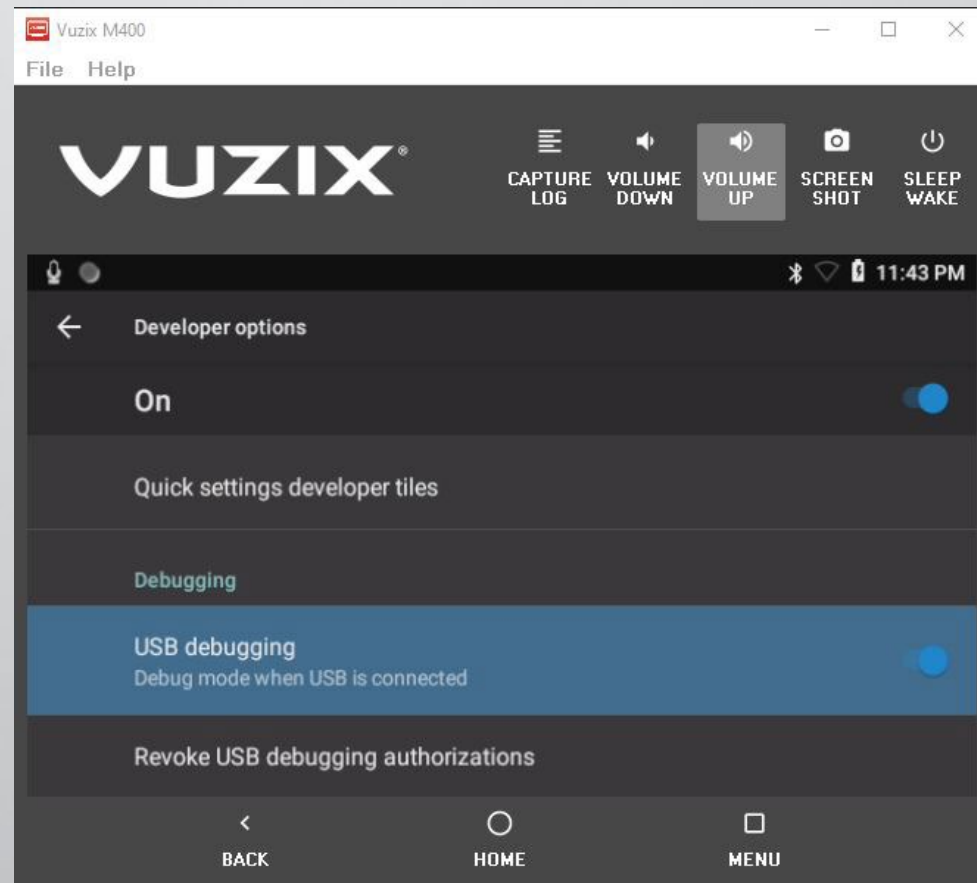 Vuzix M400
File Help
VUZIX®
CAPTURE LOG
VOLUME DOWN
VOLUME UP
SCREEN SHOT
SLEEP WAKE
11:43 PM
Developer options
On
Quick settings developer tiles
Debugging
USB debugging
Debug mode when USB is connected
Revoke USB debugging authorizations
BACK HOME MENU